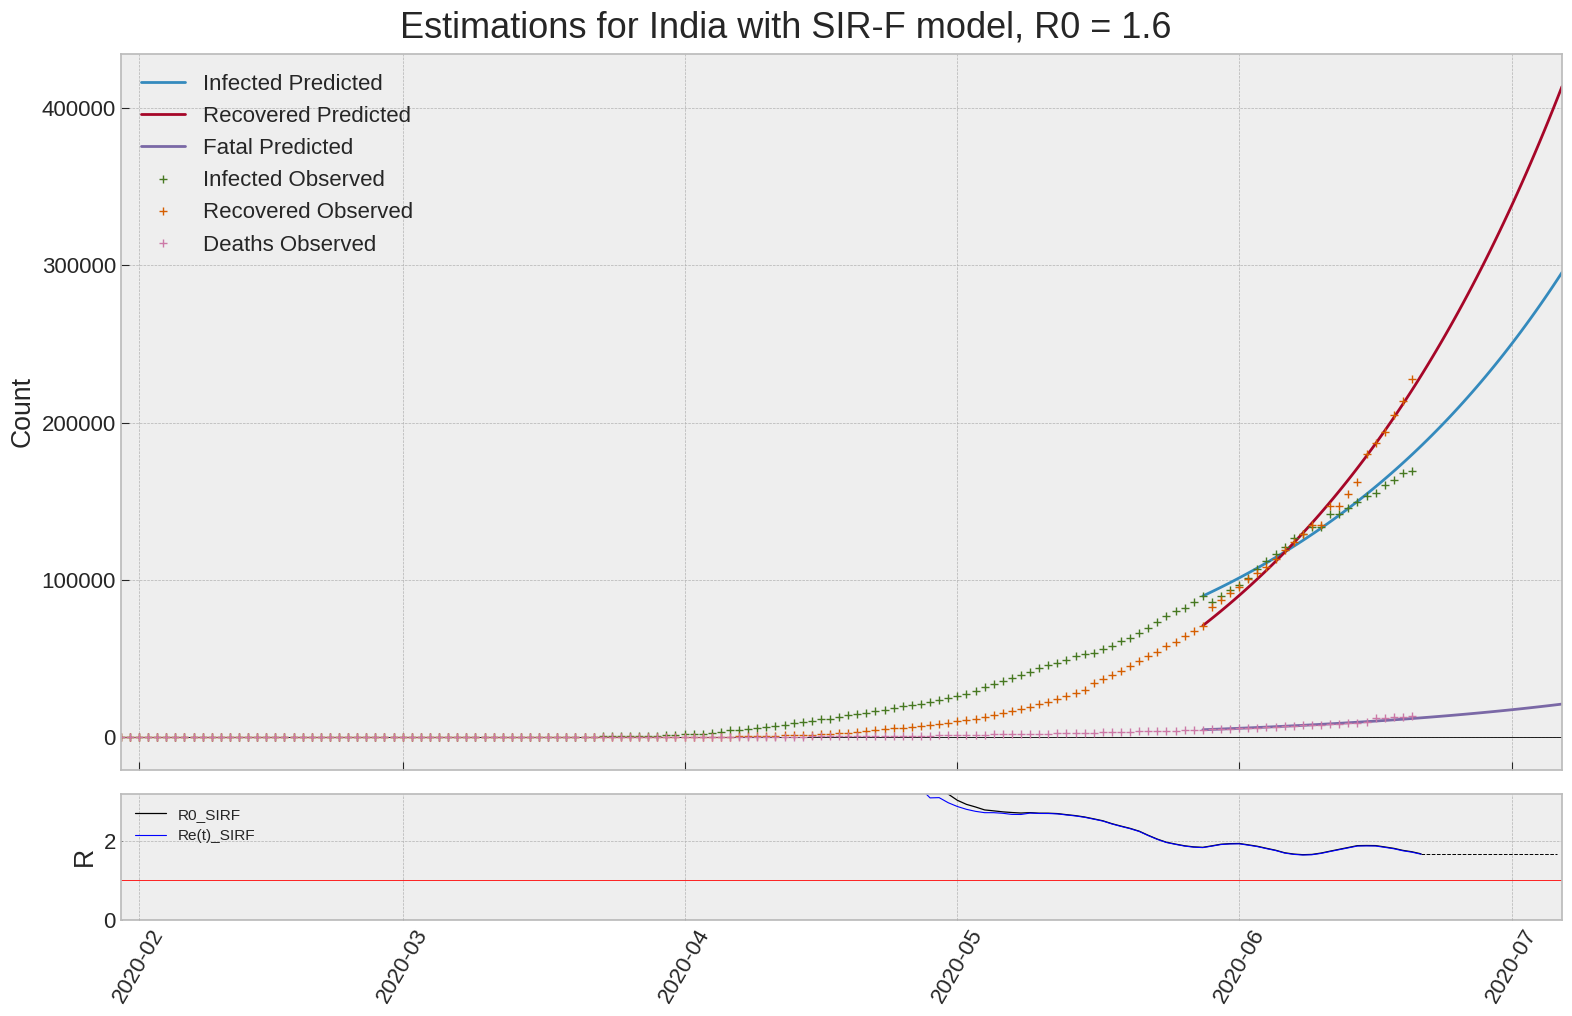 Estimations for India with SIR-F model, R0 = 1.6
Infected Predicted
Recovered Predicted
Fatal Predicted
Infected Observed
Recovered Observed
Deaths Observed
400000
300000
200000
100000
0
Count
R0_SIRF
Re(t)_SIRF
2
0
R
2020-02
2020-03
2020-04
2020-05
2020-06
2020-07